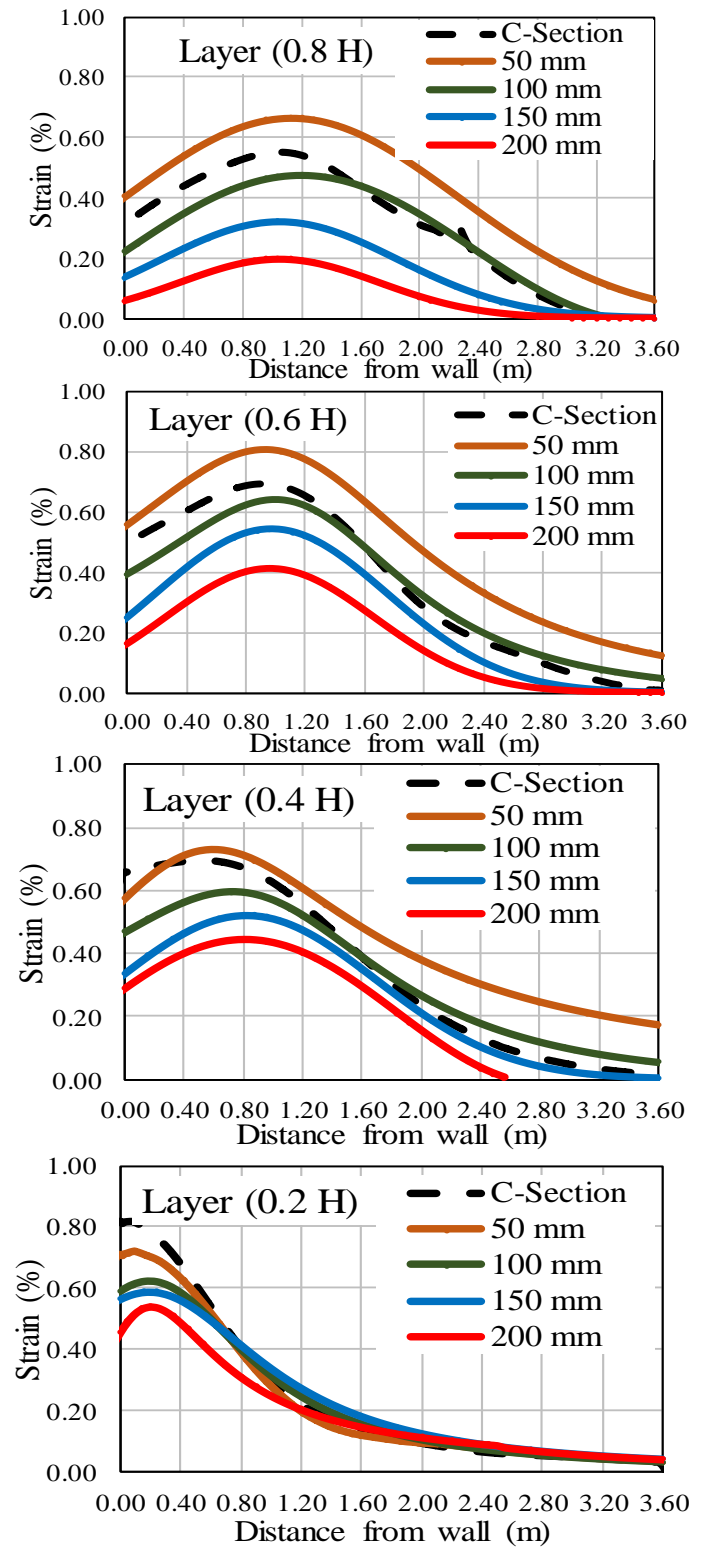 1.00
0.80
0.60
0.40
0.20
0.00
Strain (%)
Layer (0.8 H)
C-Section
50 mm
100 mm
150 mm
200 mm
0.00 0.40 0.80 1.20 1.60 2.00 2.40 2.80 3.20 3.60
Distance from wall (m)
1.00
0.80
0.60
0.40
0.20
0.00
Strain (%)
Layer (0.6 H)
C-Section
50 mm
100 mm
150 mm
200 mm
0.00 0.40 0.80 1.20 1.60 2.00 2.40 2.80 3.20 3.60
Distance from wall (m)
1.00
0.80
0.60
0.40
0.20
0.00
Strain (%)
Layer (0.4 H)
C-Section
50 mm
100 mm
150 mm
200 mm
0.00 0.40 0.80 1.20 1.60 2.00 2.40 2.80 3.20 3.60
Distance from wall (m)
1.00
0.80
0.60
0.40
0.20
0.00
Strain (%)
Layer (0.2 H)
C-Section
50 mm
100 mm
150 mm
200 mm
0.00 0.40 0.80 1.20 1.60 2.00 2.40 2.80 3.20 3.60
Distance from wall (m)